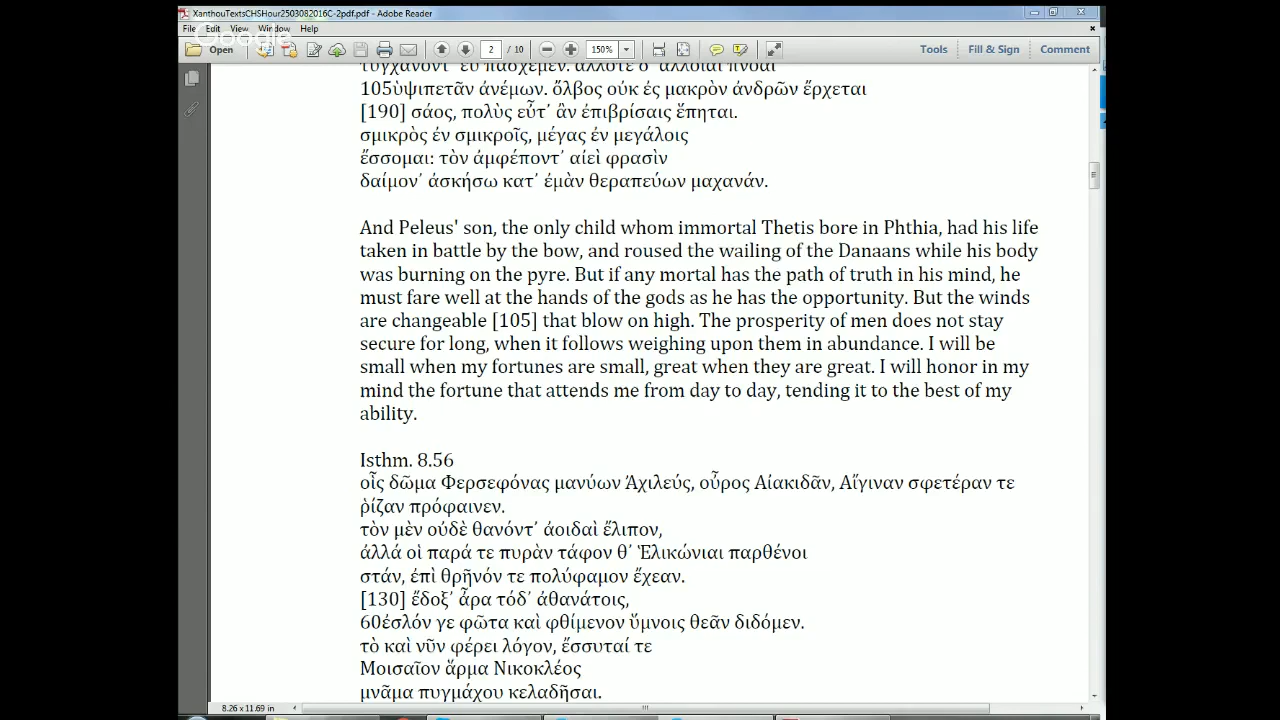 XanthouTextsCHSHour2503082016C-2pdf.pdf - Adobe Reader
File Edit View Window Help
Google
Open 2 / 10 150% Tools Fill & Sign Comment
τυγχάνοντ᾽ εὖ πασχέμεν. ἄλλοτε δ᾽ ἀλλοῖαι πνοαὶ
105ὑψιπετᾶν ἀνέμων. ὄλβος οὐκ ἐς μακρὸν ἀνδρῶν ἔρχεται
[190] σάος, πολὺς εὖτ᾽ ἂν ἐπιβρίσαις ἕπηται.
σμικρὸς ἐν σμικροῖς, μέγας ἐν μεγάλοις
ἔσσομαι: τὸν ἀμφέποντ᾽ αἰεὶ φρασὶν
δαίμον᾽ ἀσκήσω κατ᾽ ἐμὰν θεραπεύων μαχανάν.
And Peleus' son, the only child whom immortal Thetis bore in Phthia, had his life
taken in battle by the bow, and roused the wailing of the Danaans while his body
was burning on the pyre. But if any mortal has the path of truth in his mind, he
must fare well at the hands of the gods as he has the opportunity. But the winds
are changeable [105] that blow on high. The prosperity of men does not stay
secure for long, when it follows weighing upon them in abundance. I will be
small when my fortunes are small, great when they are great. I will honor in my
mind the fortune that attends me from day to day, tending it to the best of my
ability.
Isthm. 8.56
οἷς δῶμα Φερσεφόνας μανύων Ἀχιλεύς, οὖρος Αἰακιδᾶν, Αἴγιναν σφετέραν τε
ῥίζαν πρόφαινεν.
τὸν μὲν οὐδὲ θανόντ᾽ ἀοιδαὶ ἔλιπον,
ἀλλά οἱ παρά τε πυρὰν τάφον θ᾽ Ἑλικώνιαι παρθένοι
στάν, ἐπὶ θρῆνόν τε πολύφαμον ἔχεαν.
[130] ἔδοξ᾽ ἆρα τόδ᾽ ἀθανάτοις,
60ἐσλόν γε φῶτα καὶ φθίμενον ὕμνοις θεᾶν διδόμεν.
τὸ καὶ νῦν φέρει λόγον, ἔσσυταί τε
Μοισαῖον ἅρμα Νικοκλέος
μνᾶμα πυγμάχου κελαδῆσαι.
8.26 x 11.69 in